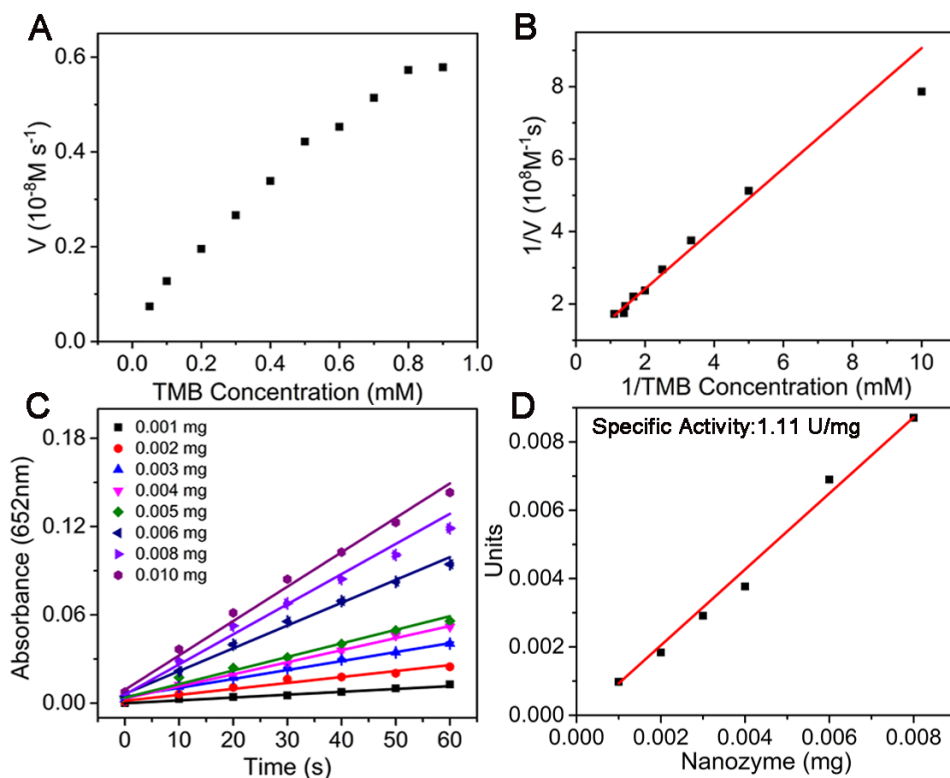 A
V (10⁻⁸M s⁻¹)
0.6
0.4
0.2
0.0
0.0 0.2 0.4 0.6 0.8 1.0
TMB Concentration (mM)
B
1/V (10⁸M⁻¹s)
8
6
4
2
0 2 4 6 8 10
1/TMB Concentration (mM)
C
Absorbance (652nm)
0.18
0.12
0.06
0.00
0.001 mg
0.002 mg
0.003 mg
0.004 mg
0.005 mg
0.006 mg
0.008 mg
0.010 mg
0 10 20 30 40 50 60
Time (s)
D
Specific Activity:1.11 U/mg
Units
0.008
0.006
0.004
0.002
0.000
0.000 0.002 0.004 0.006 0.008
Nanozyme (mg)